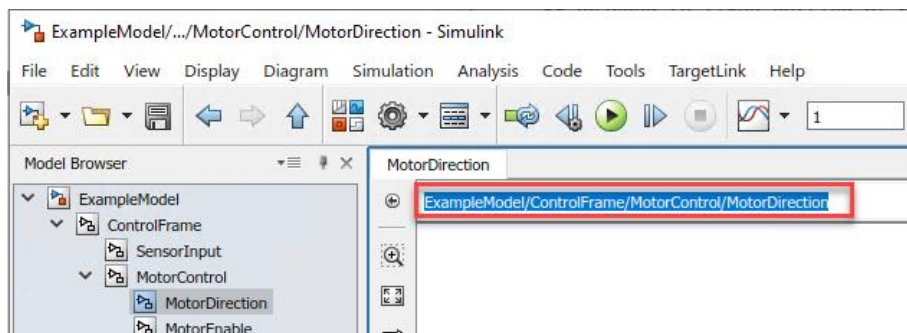 ExampleModel/.../MotorControl/MotorDirection - Simulink
File Edit View Display Diagram Simulation Analysis Code Tools TargetLink Help
1
Model Browser
MotorDirection
ExampleModel
ExampleModel/ControlFrame/MotorControl/MotorDirection
ControlFrame
SensorInput
MotorControl
MotorDirection
MotorEnable